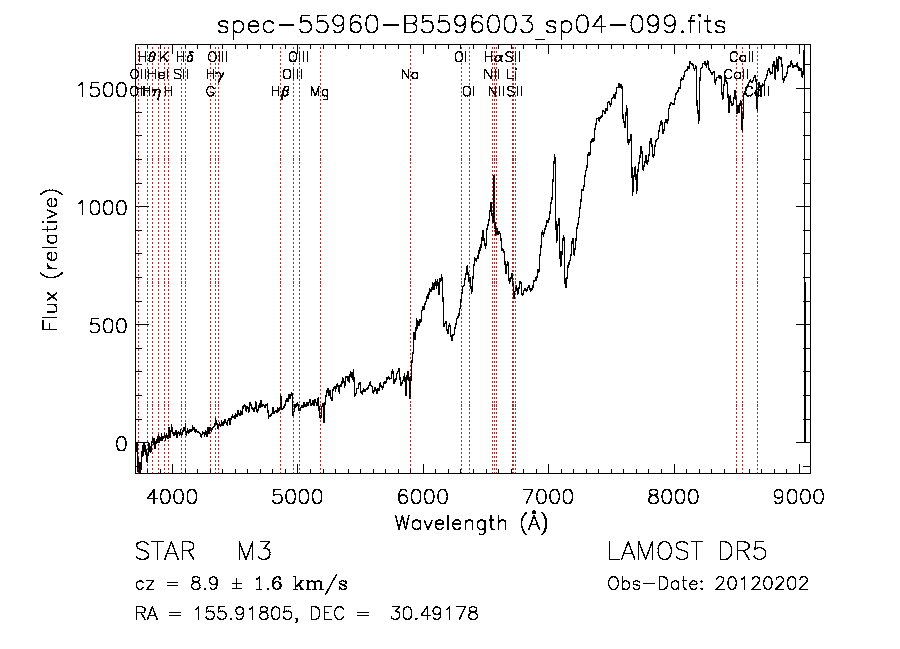 spec-55960-B5596003_sp04-099.fits
Hθ K Hδ OIII OIII OI Hα SII CaII
OII HeI SII Hγ OIII Na NII Li CaII
Hη H G Hβ Mg OI NII SII CaII
1500
1000
500
0
Flux (relative)
4000 5000 6000 7000 8000 9000
Wavelength (Å)
STAR M3 LAMOST DR5
cz = 8.9 ± 1.6 km/s Obs-Date: 20120202
RA = 155.91805, DEC = 30.49178